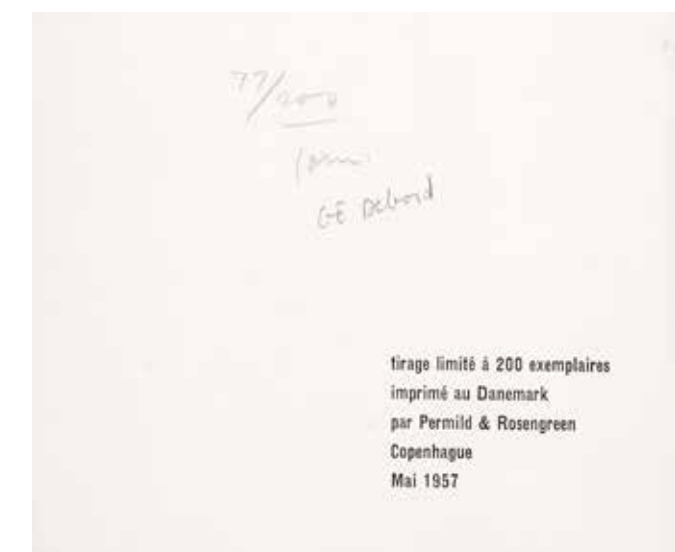 77/200
GE Debord
tirage limité à 200 exemplaires
imprimé au Danemark
par Permild & Rosengreen
Copenhague
Mai 1957